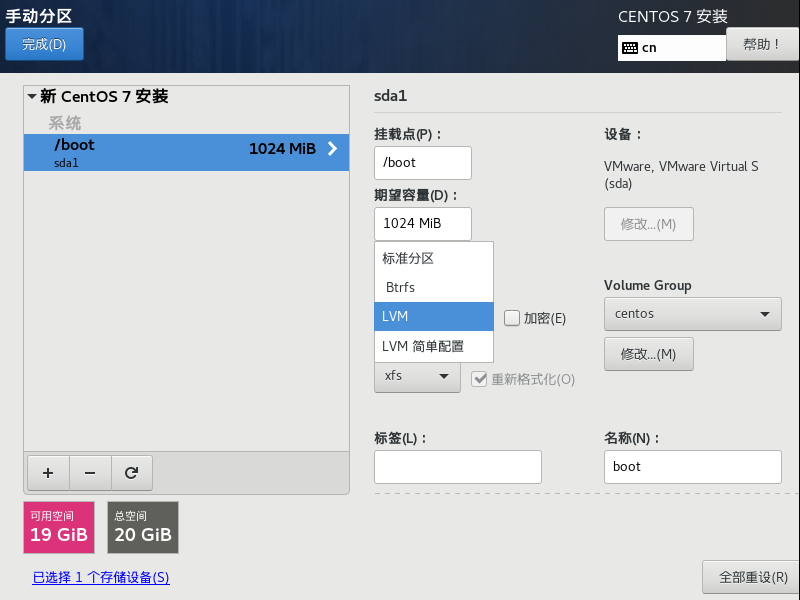 手动分区
完成(D)
CENTOS 7 安装
cn
帮助！
新 CentOS 7 安装
系统
/boot
1024 MiB
sda1
sda1
挂载点(P)：
/boot
期望容量(D)：
1024 MiB
标准分区
Btrfs
LVM
LVM 简单配置
加密(E)
xfs
重新格式化(O)
设备：
VMware, VMware Virtual S
(sda)
修改...(M)
Volume Group
centos
修改...(M)
标签(L)：
名称(N)：
boot
可用空间
19 GiB
总空间
20 GiB
已选择 1 个存储设备(S)
全部重设(R)